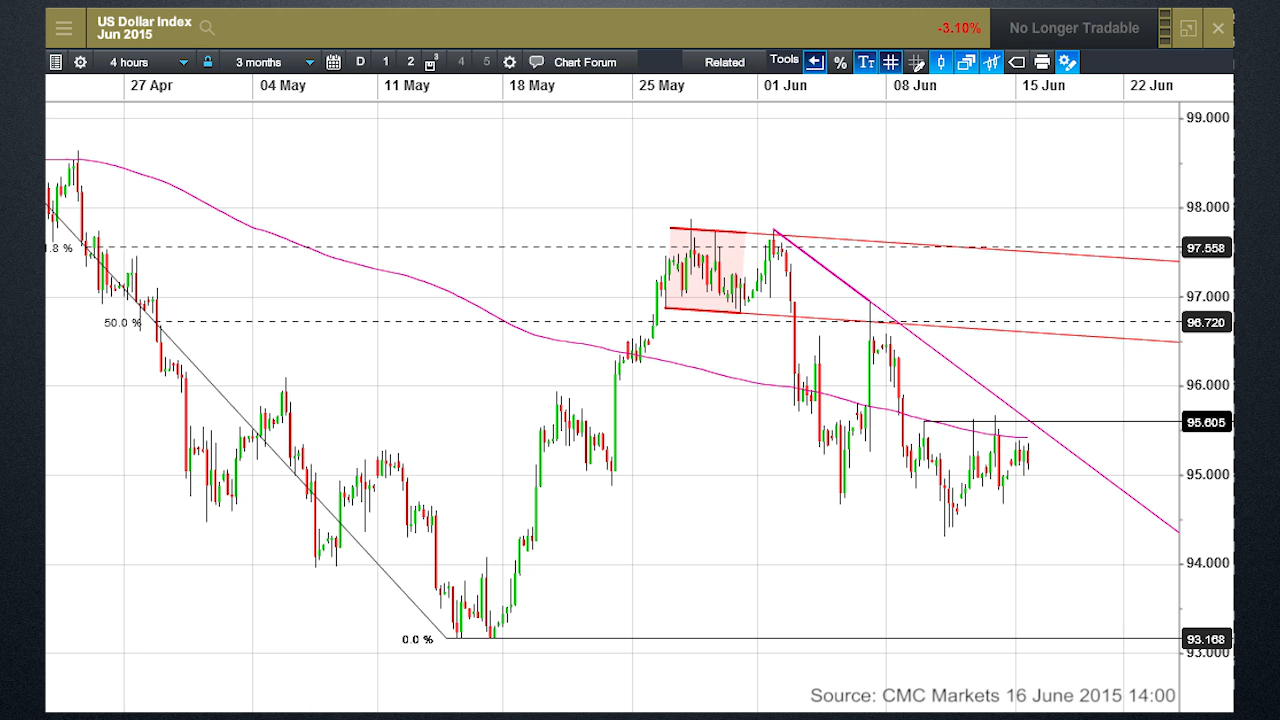 US Dollar Index
Jun 2015
-3.10%
No Longer Tradable
4 hours
3 months
D
1
2
3
4
5
Chart Forum
Related
Tools
%
TT
27 Apr
04 May
11 May
18 May
25 May
01 Jun
08 Jun
15 Jun
22 Jun
99.000
98.000
97.558
97.000
50.0 %
96.720
96.000
95.605
95.000
94.000
0.0 %
93.168
93.000
Source: CMC Markets 16 June 2015 14:00